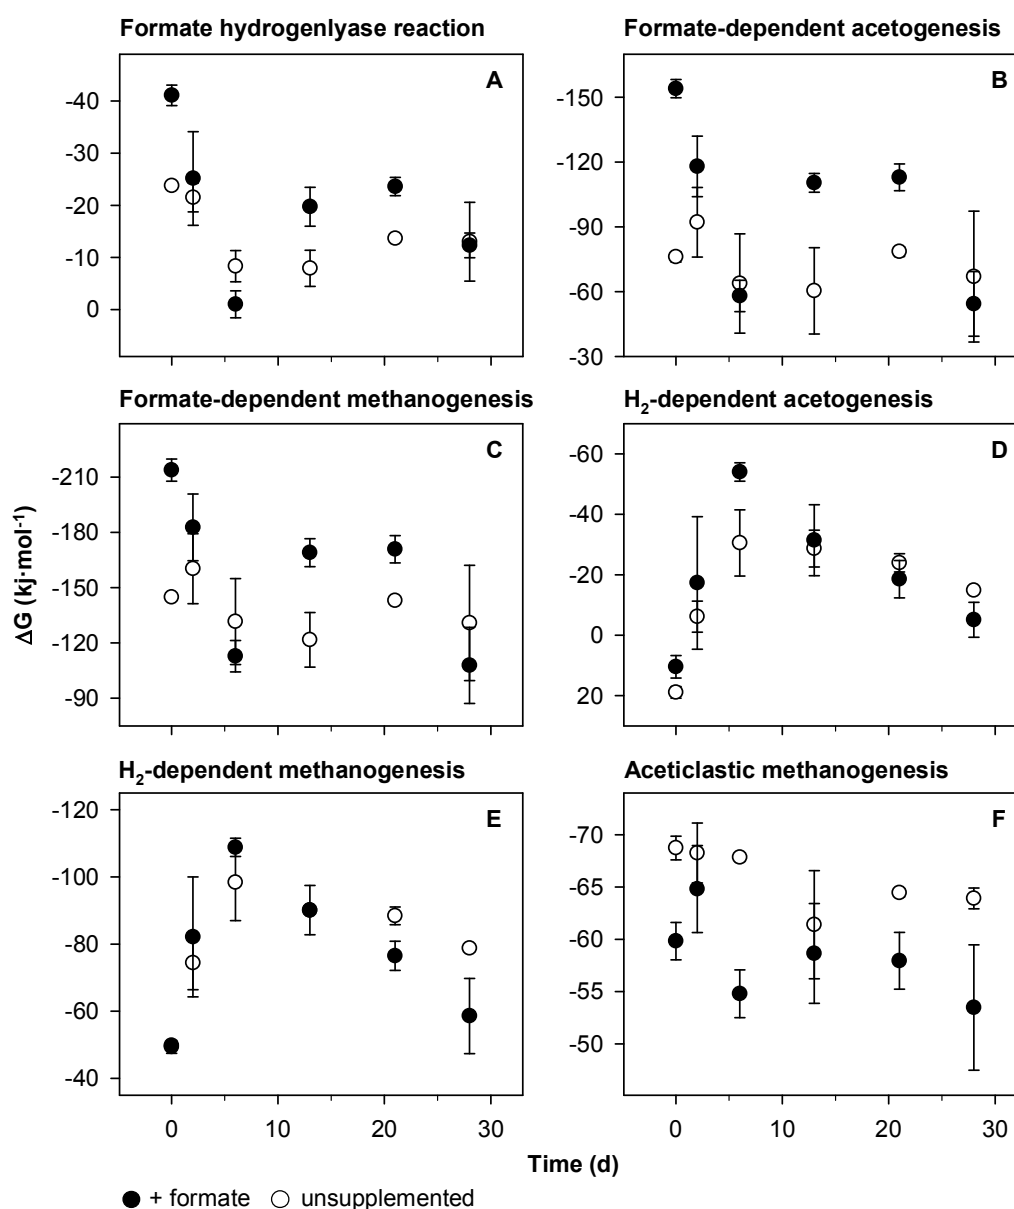 Formate hydrogenlyase reaction
Formate-dependent acetogenesis
A
-40
-30
-20
-10
0
B
-150
-120
-90
-60
-30
Formate-dependent methanogenesis
H₂-dependent acetogenesis
C
-210
-180
-150
-120
-90
D
-60
-40
-20
0
20
ΔG (kj·mol⁻¹)
H₂-dependent methanogenesis
Aceticlastic methanogenesis
E
-120
-100
-80
-60
-40
F
-70
-65
-60
-55
-50
0 10 20 30
0 10 20 30
Time (d)
+ formate unsupplemented